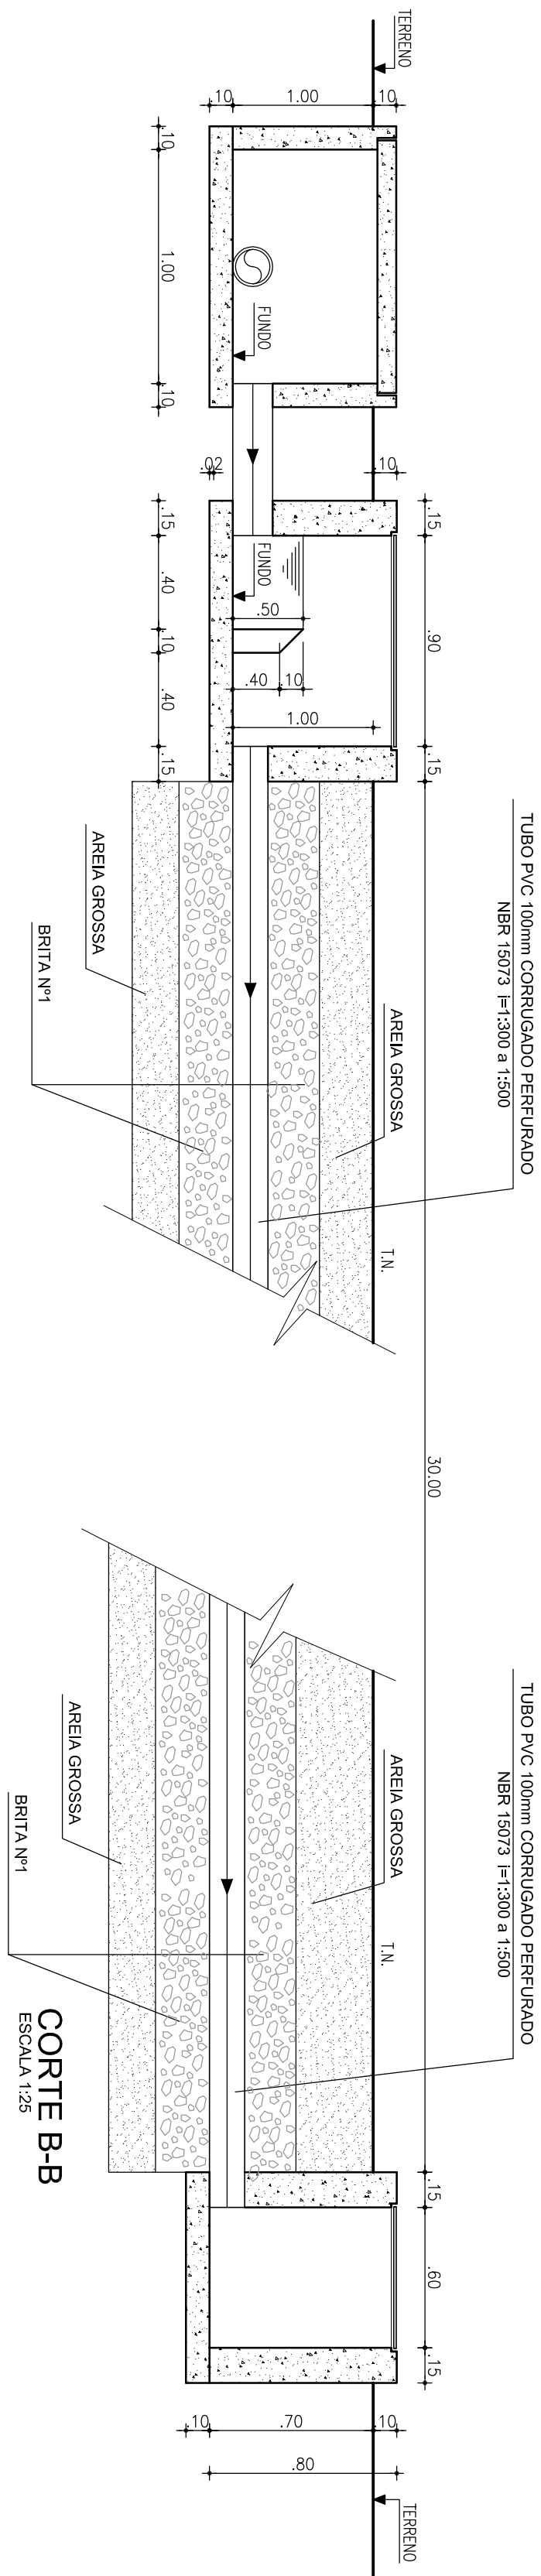 TERRENO
.10
1.00
.10
.10
1.00
.10
FUNDO
.02
.10
.15
.90
.15
FUNDO
.50
.40
.10
1.00
.15
.40
.10
.40
.15
TUBO PVC 100mm CORRUGADO PERFURADO
NBR 15073 i=1:300 a 1:500
AREIA GROSSA
T.N.
AREIA GROSSA
BRITA Nº1
30.00
TUBO PVC 100mm CORRUGADO PERFURADO
NBR 15073 i=1:300 a 1:500
AREIA GROSSA
T.N.
AREIA GROSSA
BRITA Nº1
.15
.60
.15
.10
.70
.10
.80
TERRENO
CORTE B-B
ESCALA 1:25